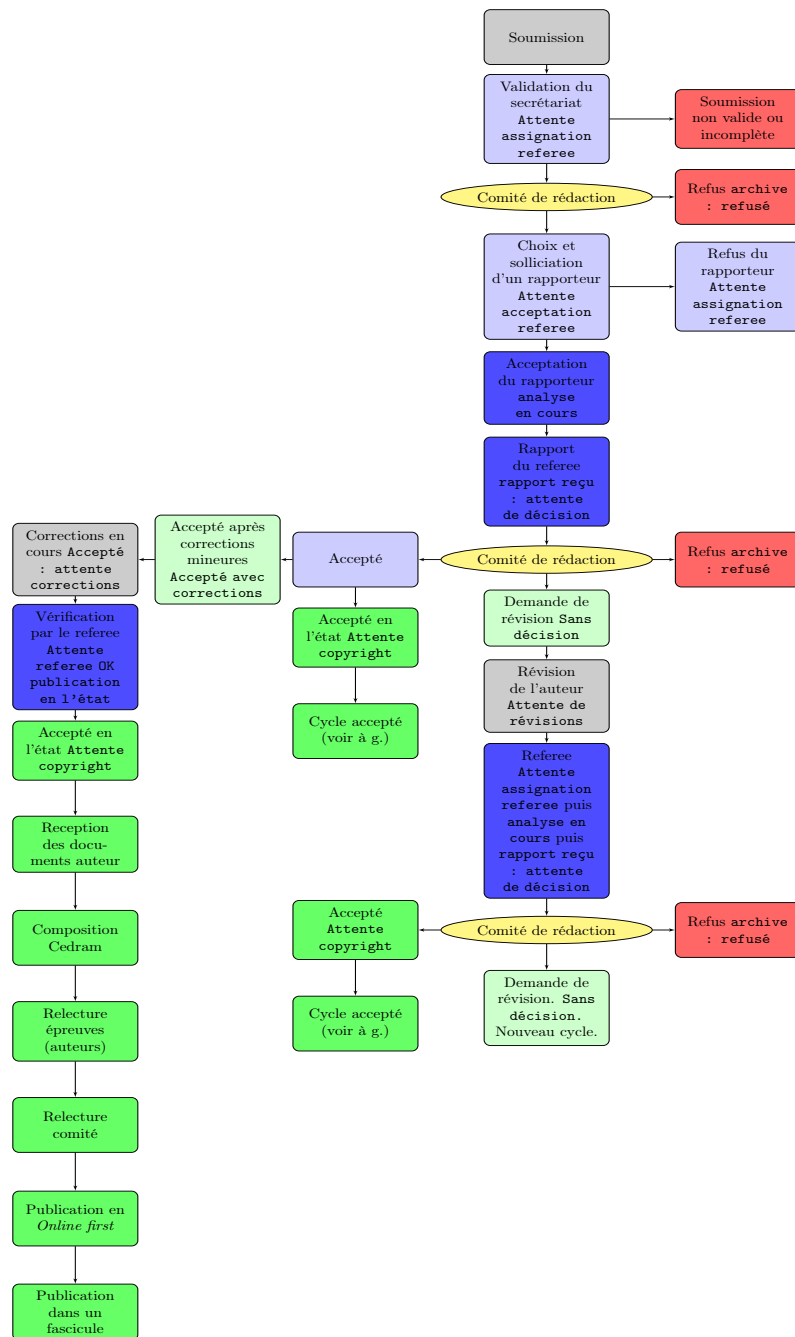 Soumission
Validation du
secrétariat
Attente
assignation
referee
Soumission
non valide ou
incomplète
Comité de rédaction
Refus archive
: refusé
Choix et
solliciation
d'un rapporteur
Attente
acceptation
referee
Refus du
rapporteur
Attente
assignation
referee
Acceptation
du rapporteur
analyse
en cours
Rapport
du referee
rapport reçu
: attente
de décision
Corrections en
cours Accepté
: attente
corrections
Accepté après
corrections
mineures
Accepté avec
corrections
Accepté
Comité de rédaction
Refus archive
: refusé
Vérification
par le referee
Attente
referee OK
publication
en l'état
Accepté en
l'état Attente
copyright
Demande de
révision Sans
décision
Révision
de l'auteur
Attente de
révisions
Cycle accepté
(voir à g.)
Accepté en
l'état Attente
copyright
Referee
Attente
assignation
referee puis
analyse en
cours puis
rapport reçu
: attente
de décision
Reception
des docu-
ments auteur
Accepté
Attente
copyright
Comité de rédaction
Refus archive
: refusé
Composition
Cedram
Demande de
révision. Sans
décision.
Nouveau cycle.
Cycle accepté
(voir à g.)
Relecture
épreuves
(auteurs)
Relecture
comité
Publication en
Online first
Publication
dans un
fascicule